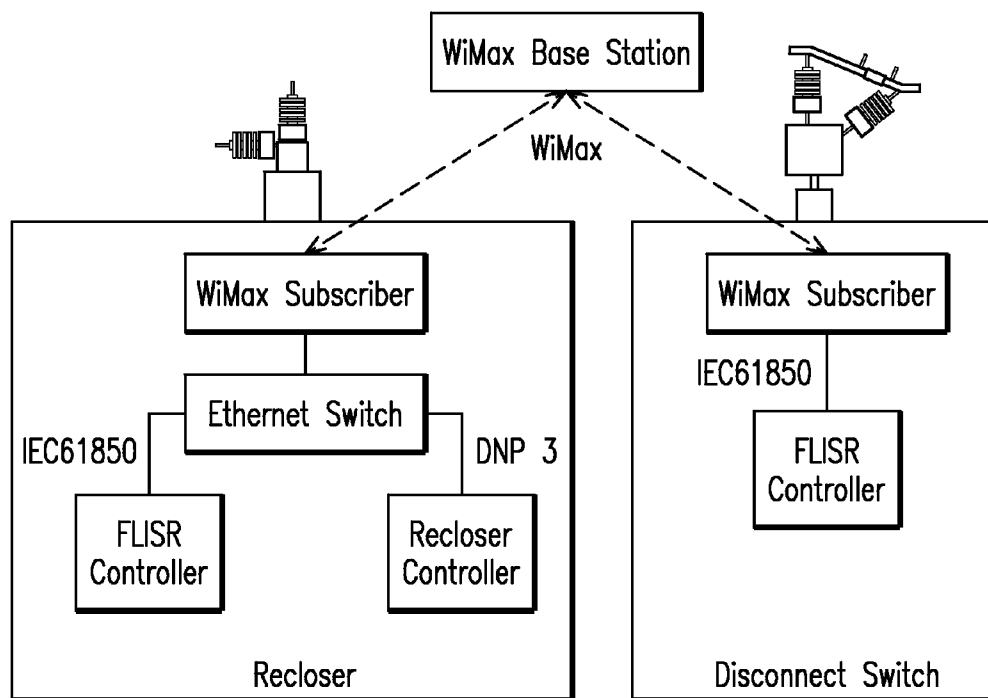 WiMax Base Station
WiMax
WiMax Subscriber
Ethernet Switch
IEC61850
DNP 3
FLISR
Controller
Recloser
Controller
Recloser
WiMax Subscriber
IEC61850
FLISR
Controller
Disconnect Switch